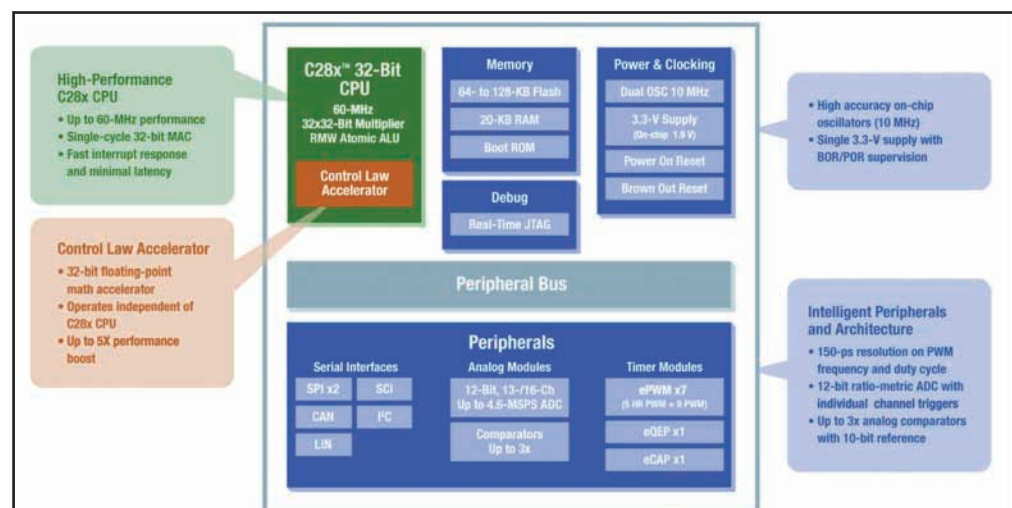 High-Performance
C28x CPU
• Up to 60-MHz performance
• Single-cycle 32-bit MAC
• Fast interrupt response
and minimal latency
Control Law Accelerator
• 32-bit floating-point
math accelerator
• Operates independent of
C28x CPU
• Up to 5X performance
boost
C28x™ 32-Bit
CPU
60-MHz
32x32-Bit Multiplier
RMW Atomic ALU
Control Law
Accelerator
Memory
64- to 128-KB Flash
20-KB RAM
Boot ROM
Debug
Real-Time JTAG
Power & Clocking
Dual OSC 10 MHz
3.3-V Supply
(On-chip 1.9 V)
Power On Reset
Brown Out Reset
• High accuracy on-chip
oscillators (10 MHz)
• Single 3.3-V supply with
BOR/POR supervision
Peripheral Bus
Peripherals
Serial Interfaces
SPI x2
SCI
CAN
I²C
LIN
Analog Modules
12-Bit, 13-/16-Ch
Up to 4.6-MSPS ADC
Comparators
Up to 3x
Timer Modules
ePWM x7
PWM + 9 PWM)
eQEP x1
eCAP x1
Intelligent Peripherals
and Architecture
• 150-ps resolution on PWM
frequency and duty cycle
• 12-bit ratio-metric ADC with
individual channel triggers
• Up to 3x analog comparators
with 10-bit reference